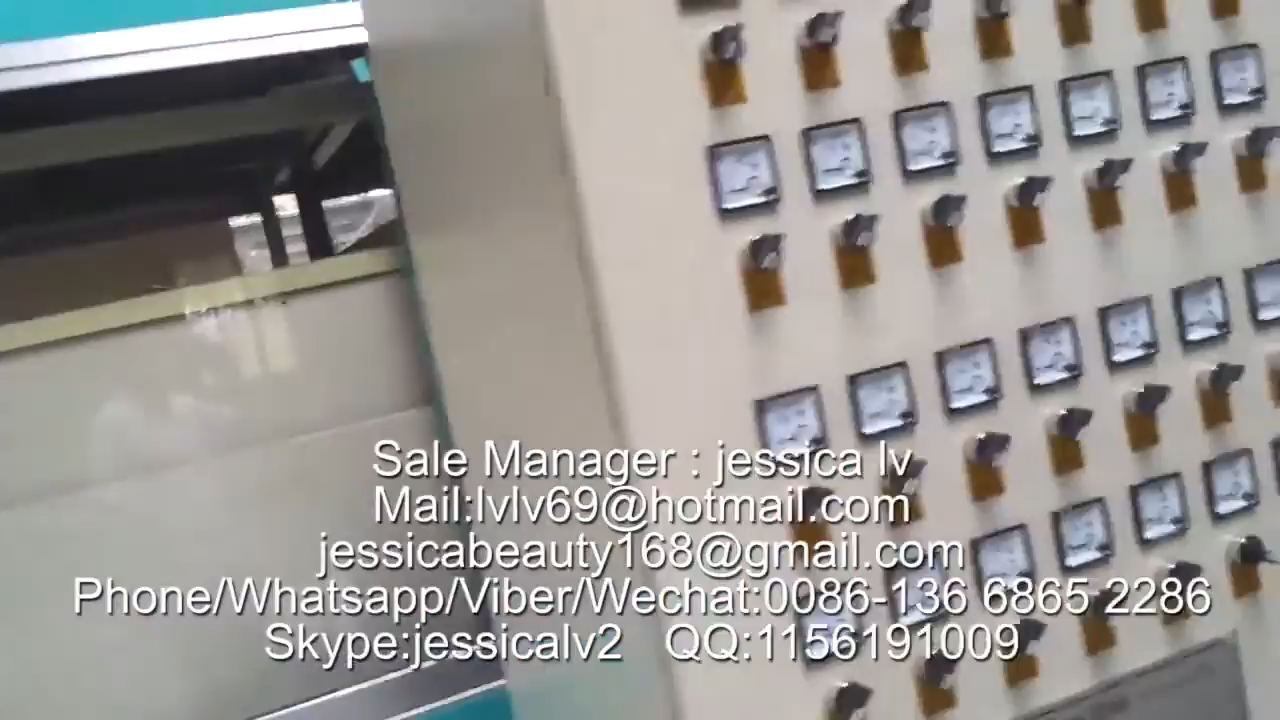 Sale Manager : jessica lv
Mail:lvlv69@hotmail.com
jessicabeauty168@gmail.com
Phone/Whatsapp/Viber/Wechat:0086-136 6865 2286
Skype:jessicalv2 QQ:1156191009